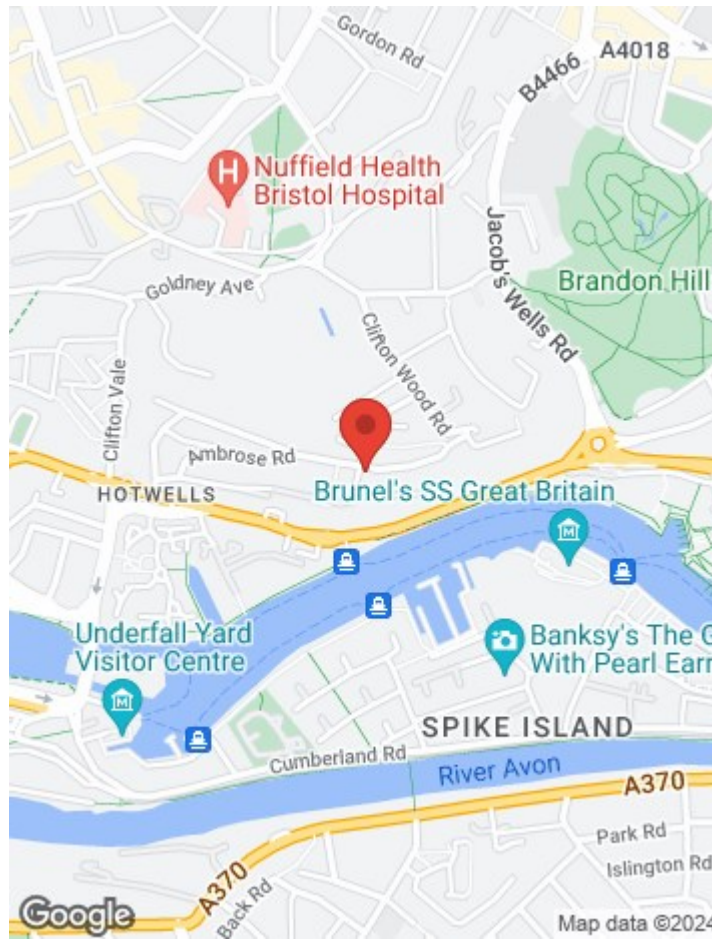 Gordon Rd
A4018
B4466
Nuffield Health
Bristol Hospital
Jacob's Wells Rd
Goldney Ave
Brandon Hill
Clifton Wood Rd
Clifton Vale
Ambrose Rd
HOTWELLS
Brunel's SS Great Britain
Underfall Yard
Visitor Centre
Banksy's The G
With Pearl Earr
SPIKE ISLAND
Cumberland Rd
River Avon
A370
Park Rd
Islington Rd
A370
Back Rd
Google
Map data ©2024